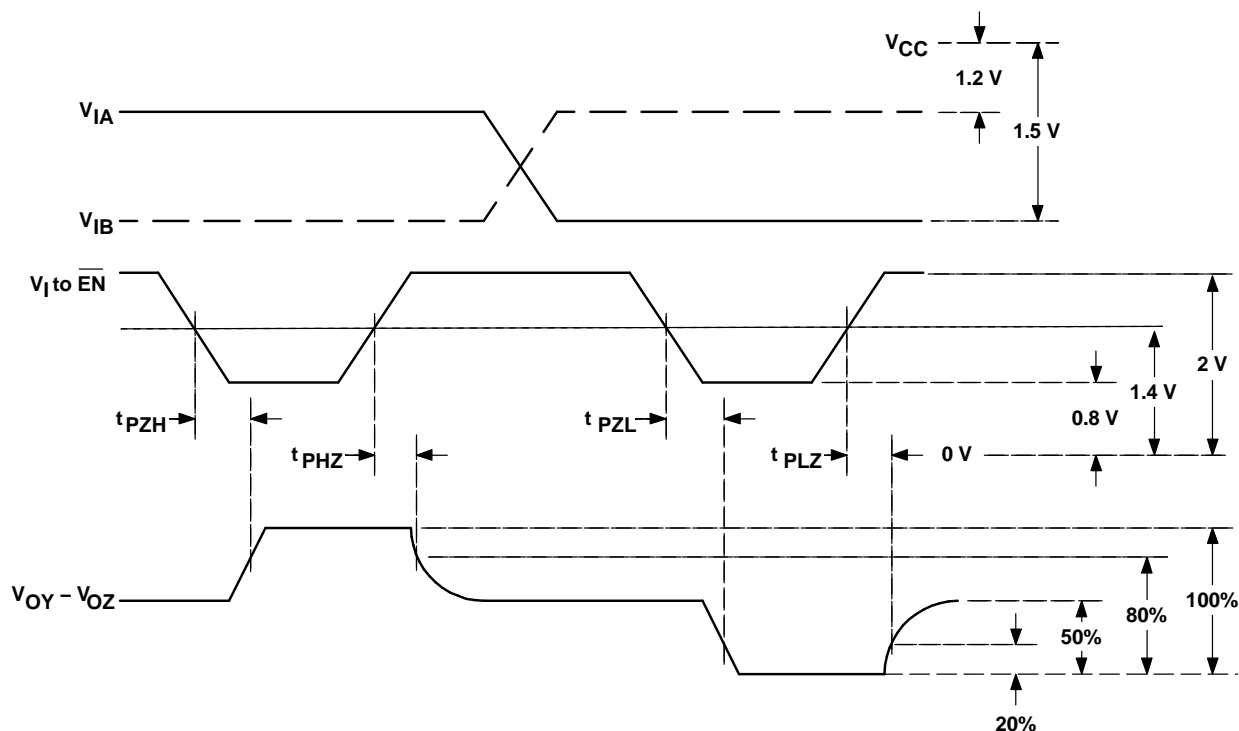 VCC
1.2 V
VIA
1.5 V
VIB
VI to E̅N̅
2 V
1.4 V
0.8 V
tPZH
tPZL
tPHZ
tPLZ
0 V
VOY – VOZ
100%
80%
50%
20%